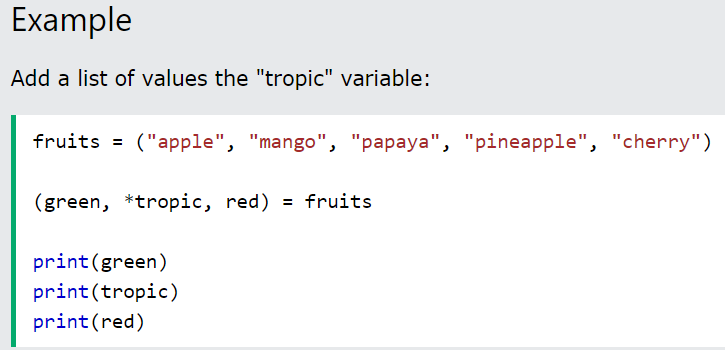 Example
Add a list of values the "tropic" variable:
fruits = ("apple", "mango", "papaya", "pineapple", "cherry")
(green, *tropic, red) = fruits
print(green)
print(tropic)
print(red)